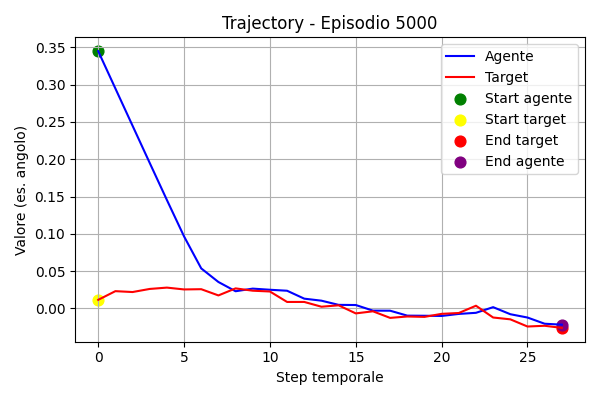 Trajectory - Episodio 5000
Valore (es. angolo)
0.35
0.30
0.25
0.20
0.15
0.10
0.05
0.00
Agente
Target
Start agente
Start target
End target
End agente
0 5 10 15 20 25
Step temporale